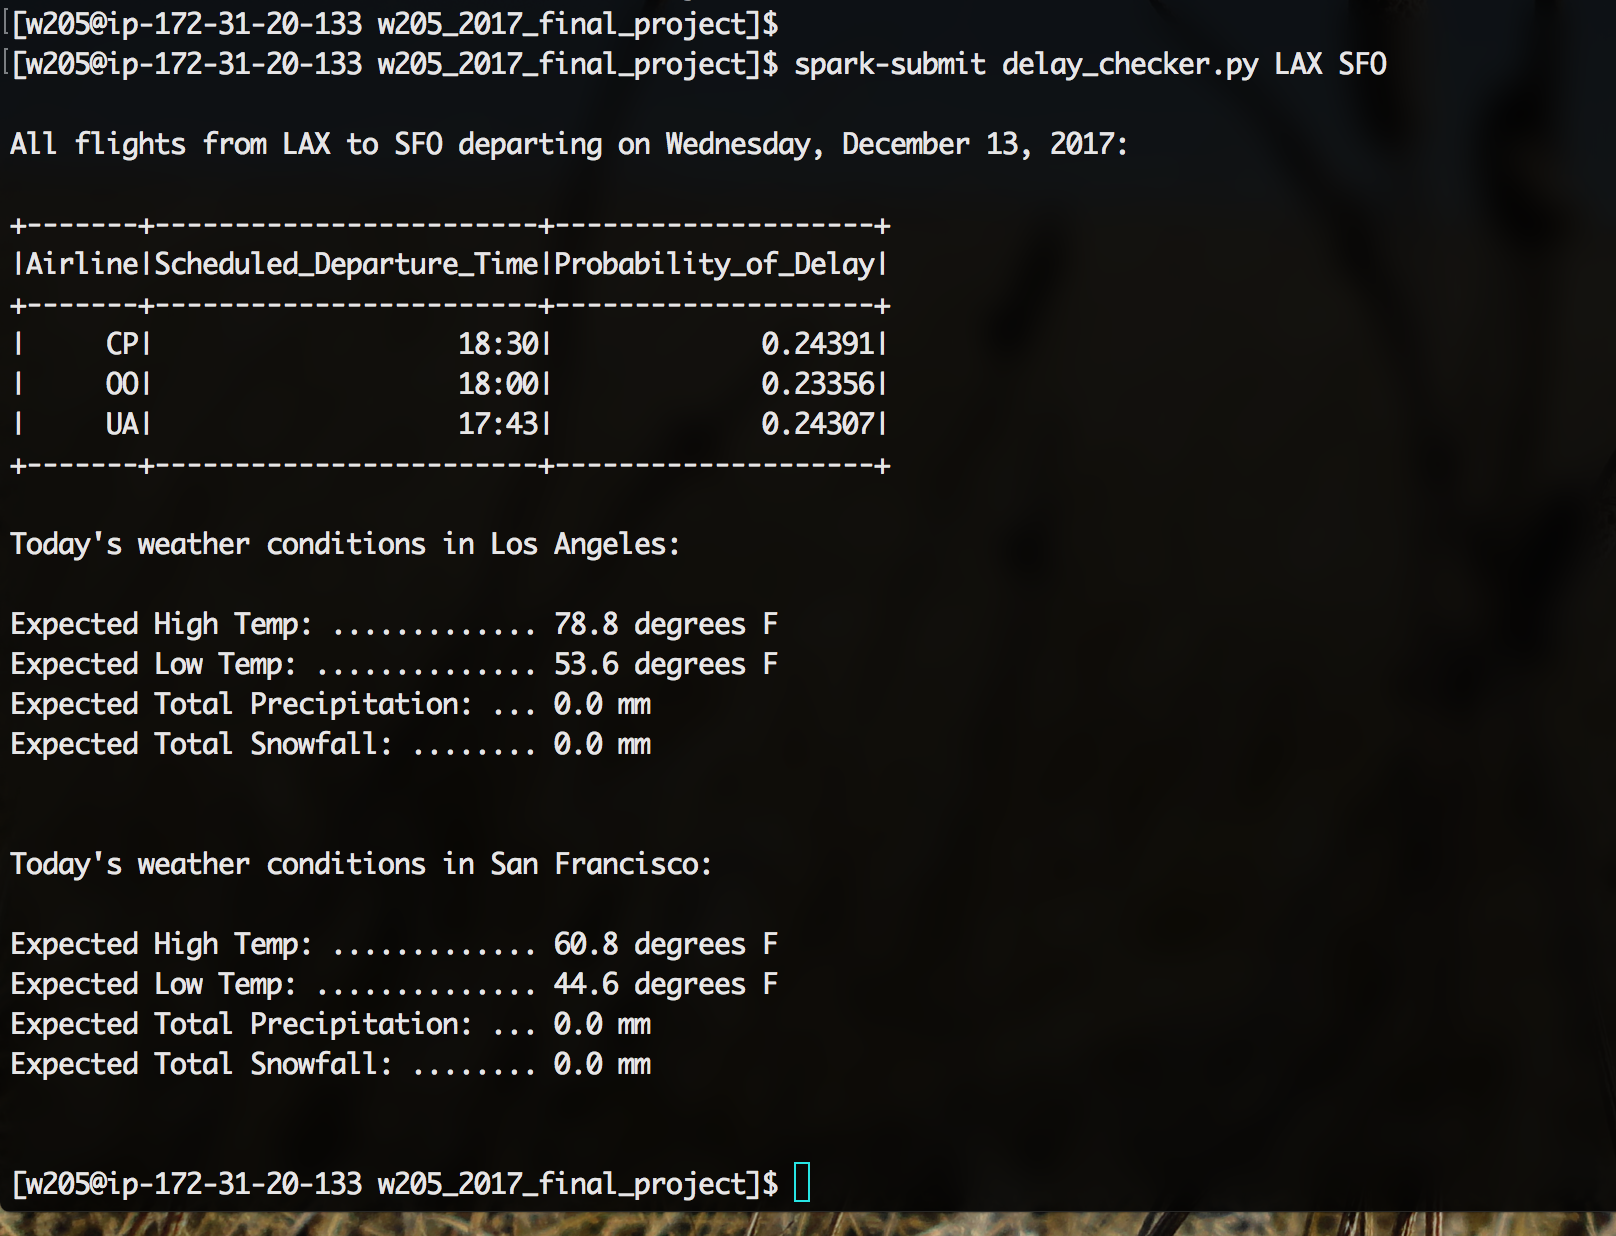 [w205@ip-172-31-20-133 w205_2017_final_project]$
[w205@ip-172-31-20-133 w205_2017_final_project]$ spark-submit delay_checker.py LAX SFO
All flights from LAX to SFO departing on Wednesday, December 13, 2017:
+-------+------------------------+--------------------+
|Airline|Scheduled_Departure_Time|Probability_of_Delay|
+-------+------------------------+--------------------+
|     CP|                   18:30|             0.24391|
|     OO|                   18:00|             0.23356|
|     UA|                   17:43|             0.24307|
+-------+------------------------+--------------------+
Today's weather conditions in Los Angeles:
Expected High Temp: ............. 78.8 degrees F
Expected Low Temp: .............. 53.6 degrees F
Expected Total Precipitation: ... 0.0 mm
Expected Total Snowfall: ........ 0.0 mm
Today's weather conditions in San Francisco:
Expected High Temp: ............. 60.8 degrees F
Expected Low Temp: .............. 44.6 degrees F
Expected Total Precipitation: ... 0.0 mm
Expected Total Snowfall: ........ 0.0 mm
[w205@ip-172-31-20-133 w205_2017_final_project]$